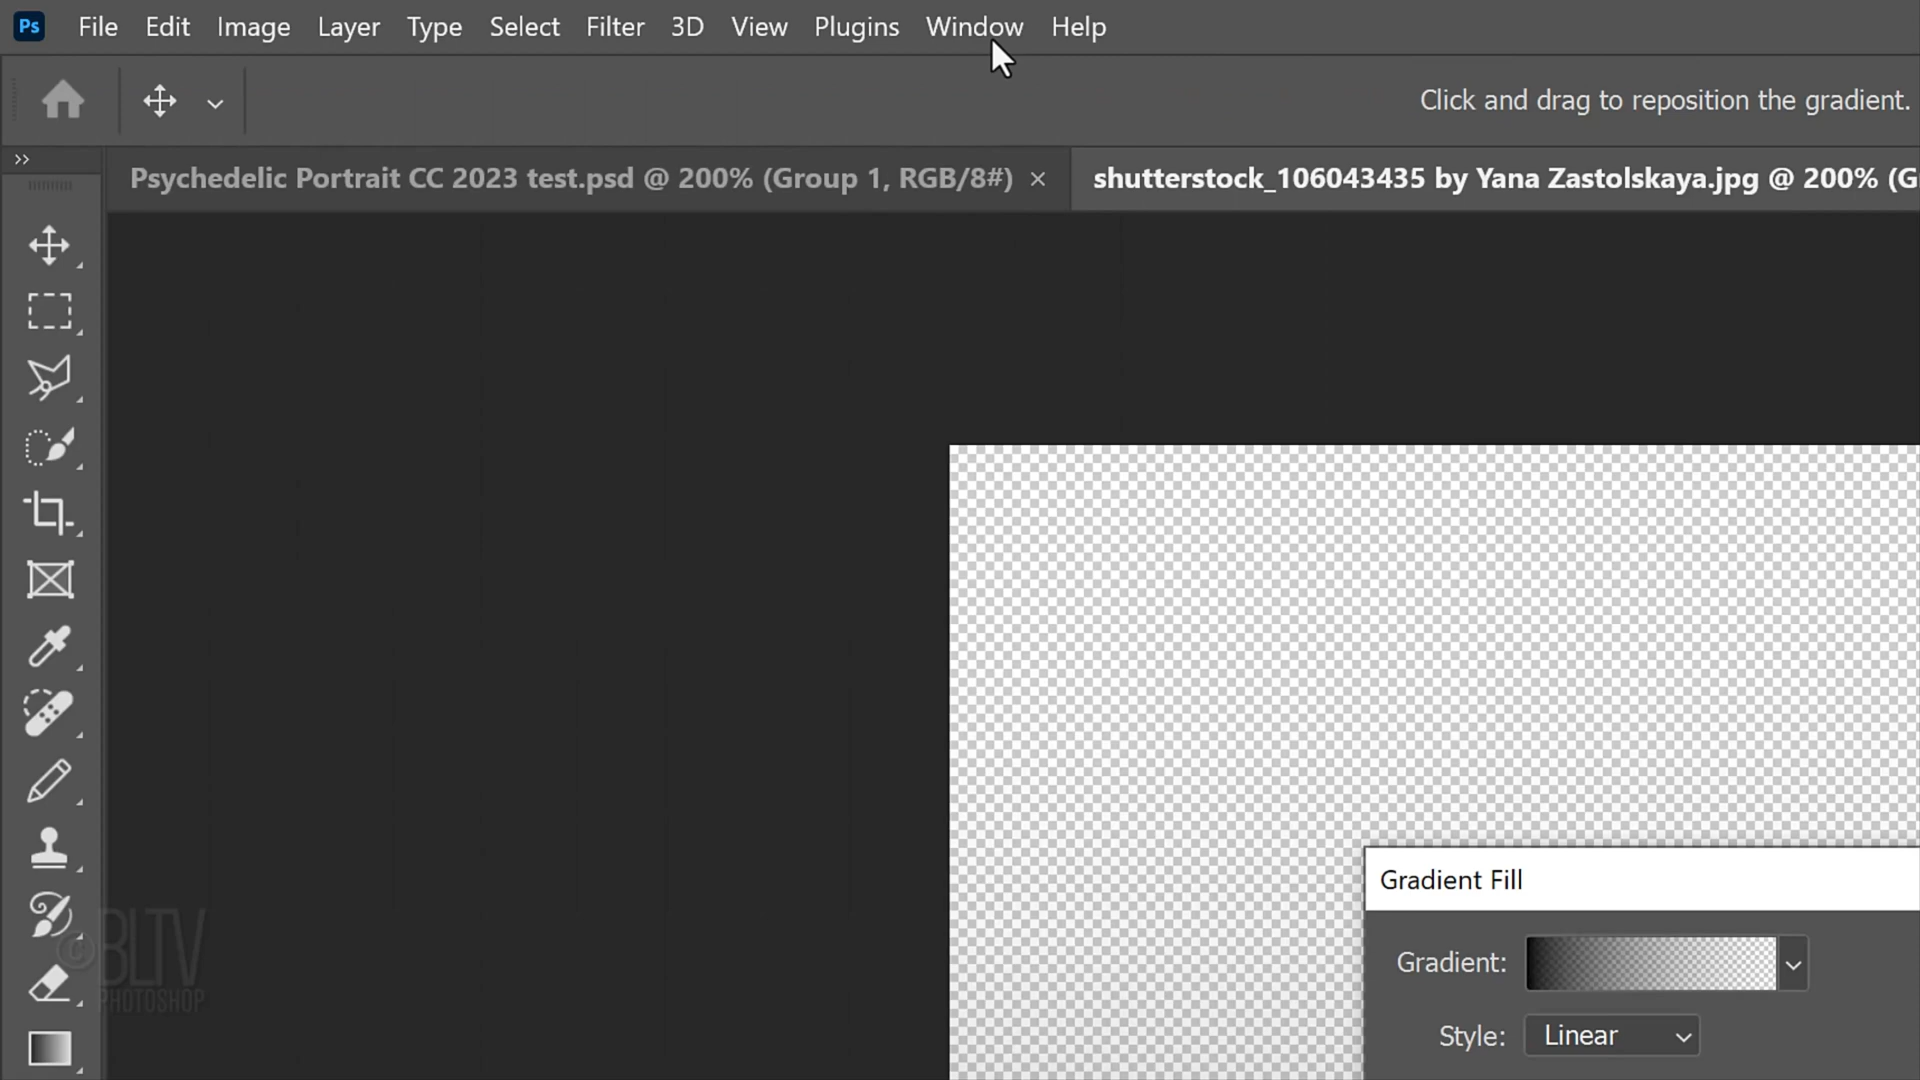 Ps File Edit Image Layer Type Select Filter 3D View Plugins Window Help
Click and drag to reposition the gradient.
Psychedelic Portrait CC 2023 test.psd @ 200% (Group 1, RGB/8#) × shutterstock_106043435 by Yana Zastolskaya.jpg @ 200% (G
Gradient Fill
Gradient:
Style: Linear
© BLTV
PHOTOSHOP